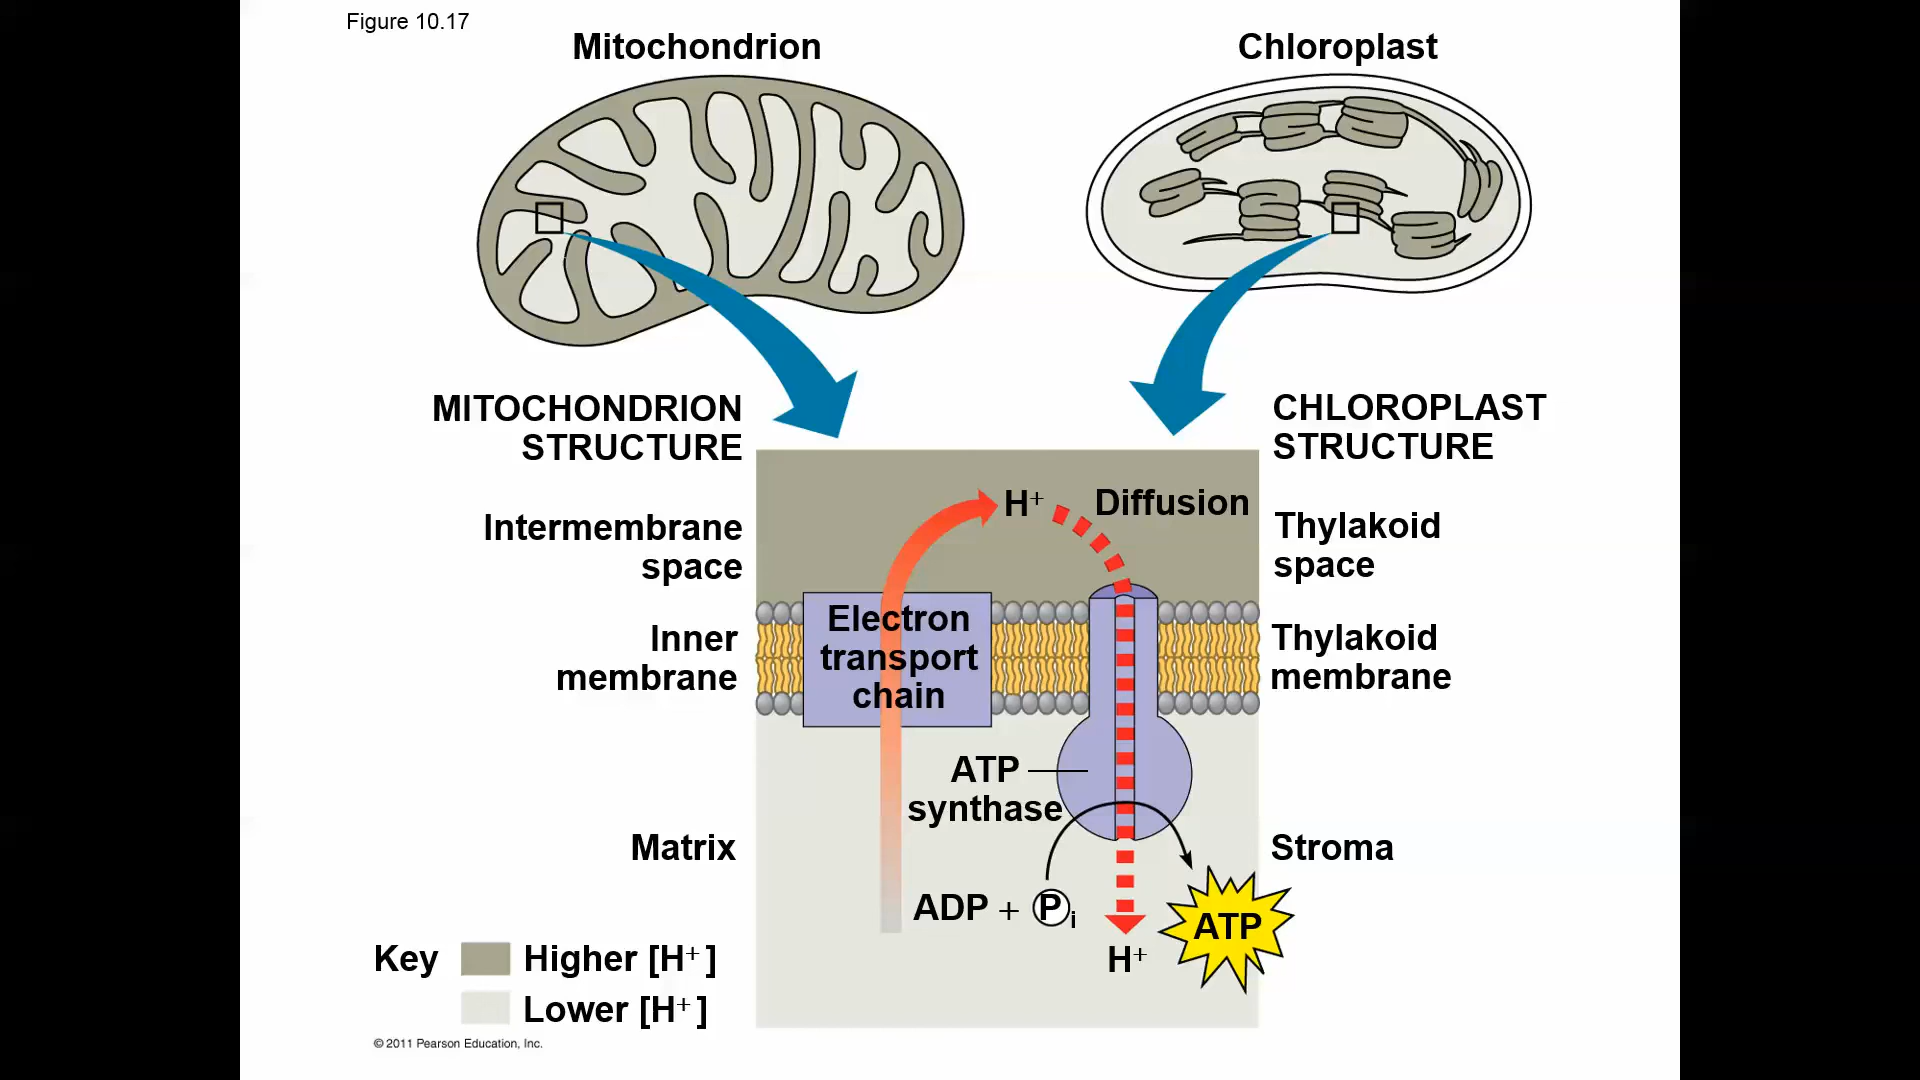 Figure 10.17
Mitochondrion
Chloroplast
MITOCHONDRION
STRUCTURE
CHLOROPLAST
STRUCTURE
H⁺
Diffusion
Intermembrane
space
Thylakoid
space
Electron
transport
chain
Inner
membrane
Thylakoid
membrane
ATP
synthase
Matrix
Stroma
ADP + Pi
ATP
H⁺
Key
Higher [H⁺]
Lower [H⁺]
© 2011 Pearson Education, Inc.